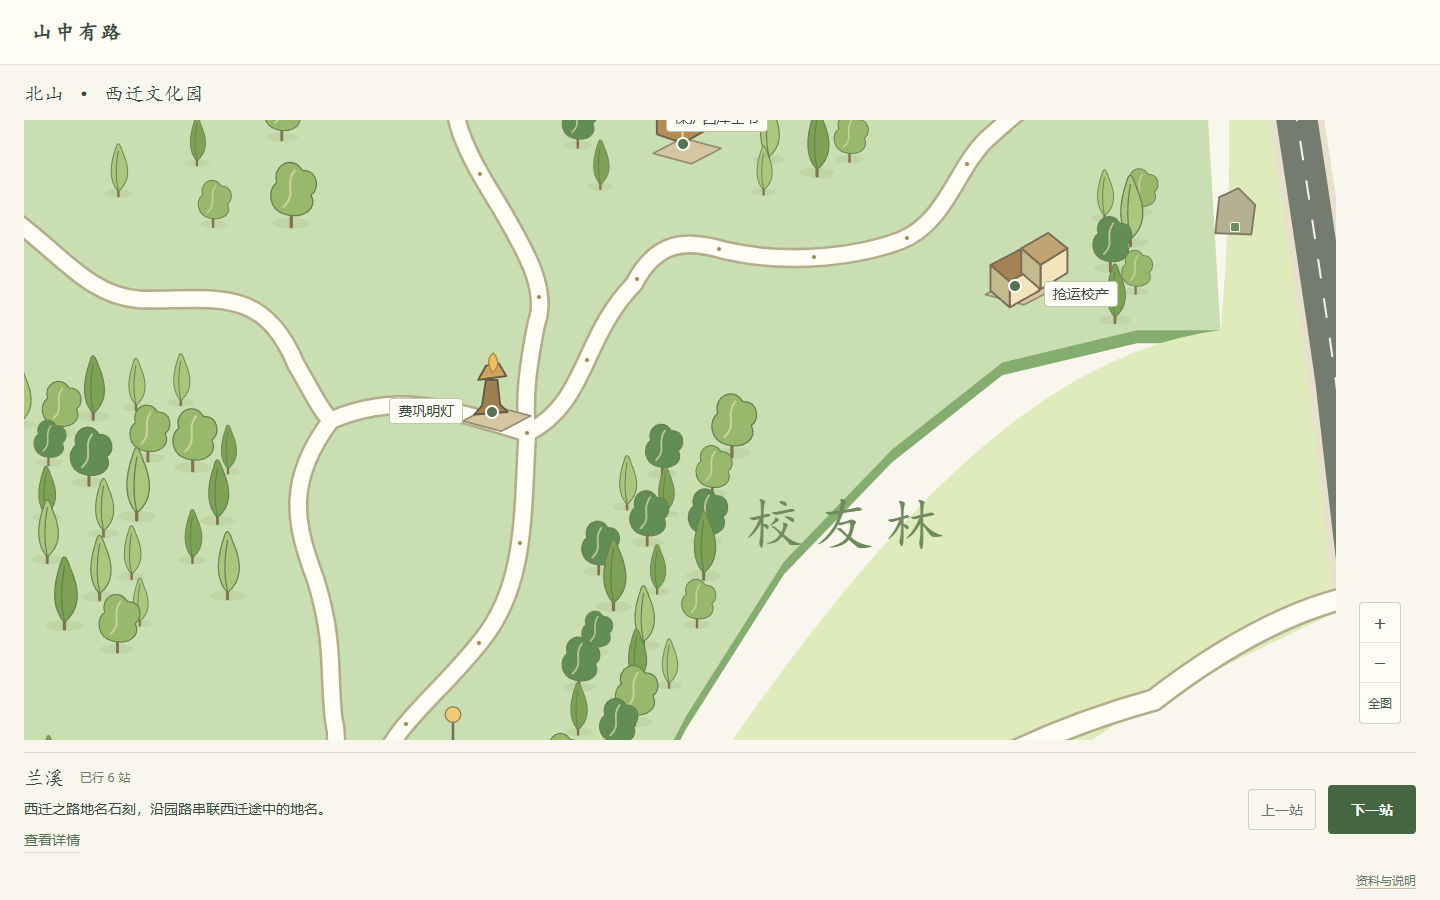 山中有路
北山 • 西迁文化园
抢运校产
费巩明灯
校友林
+
−
全图
兰溪 已行 6 站
西迁之路地名石刻，沿园路串联西迁途中的地名。
上一站 下一站
查看详情
资料与说明